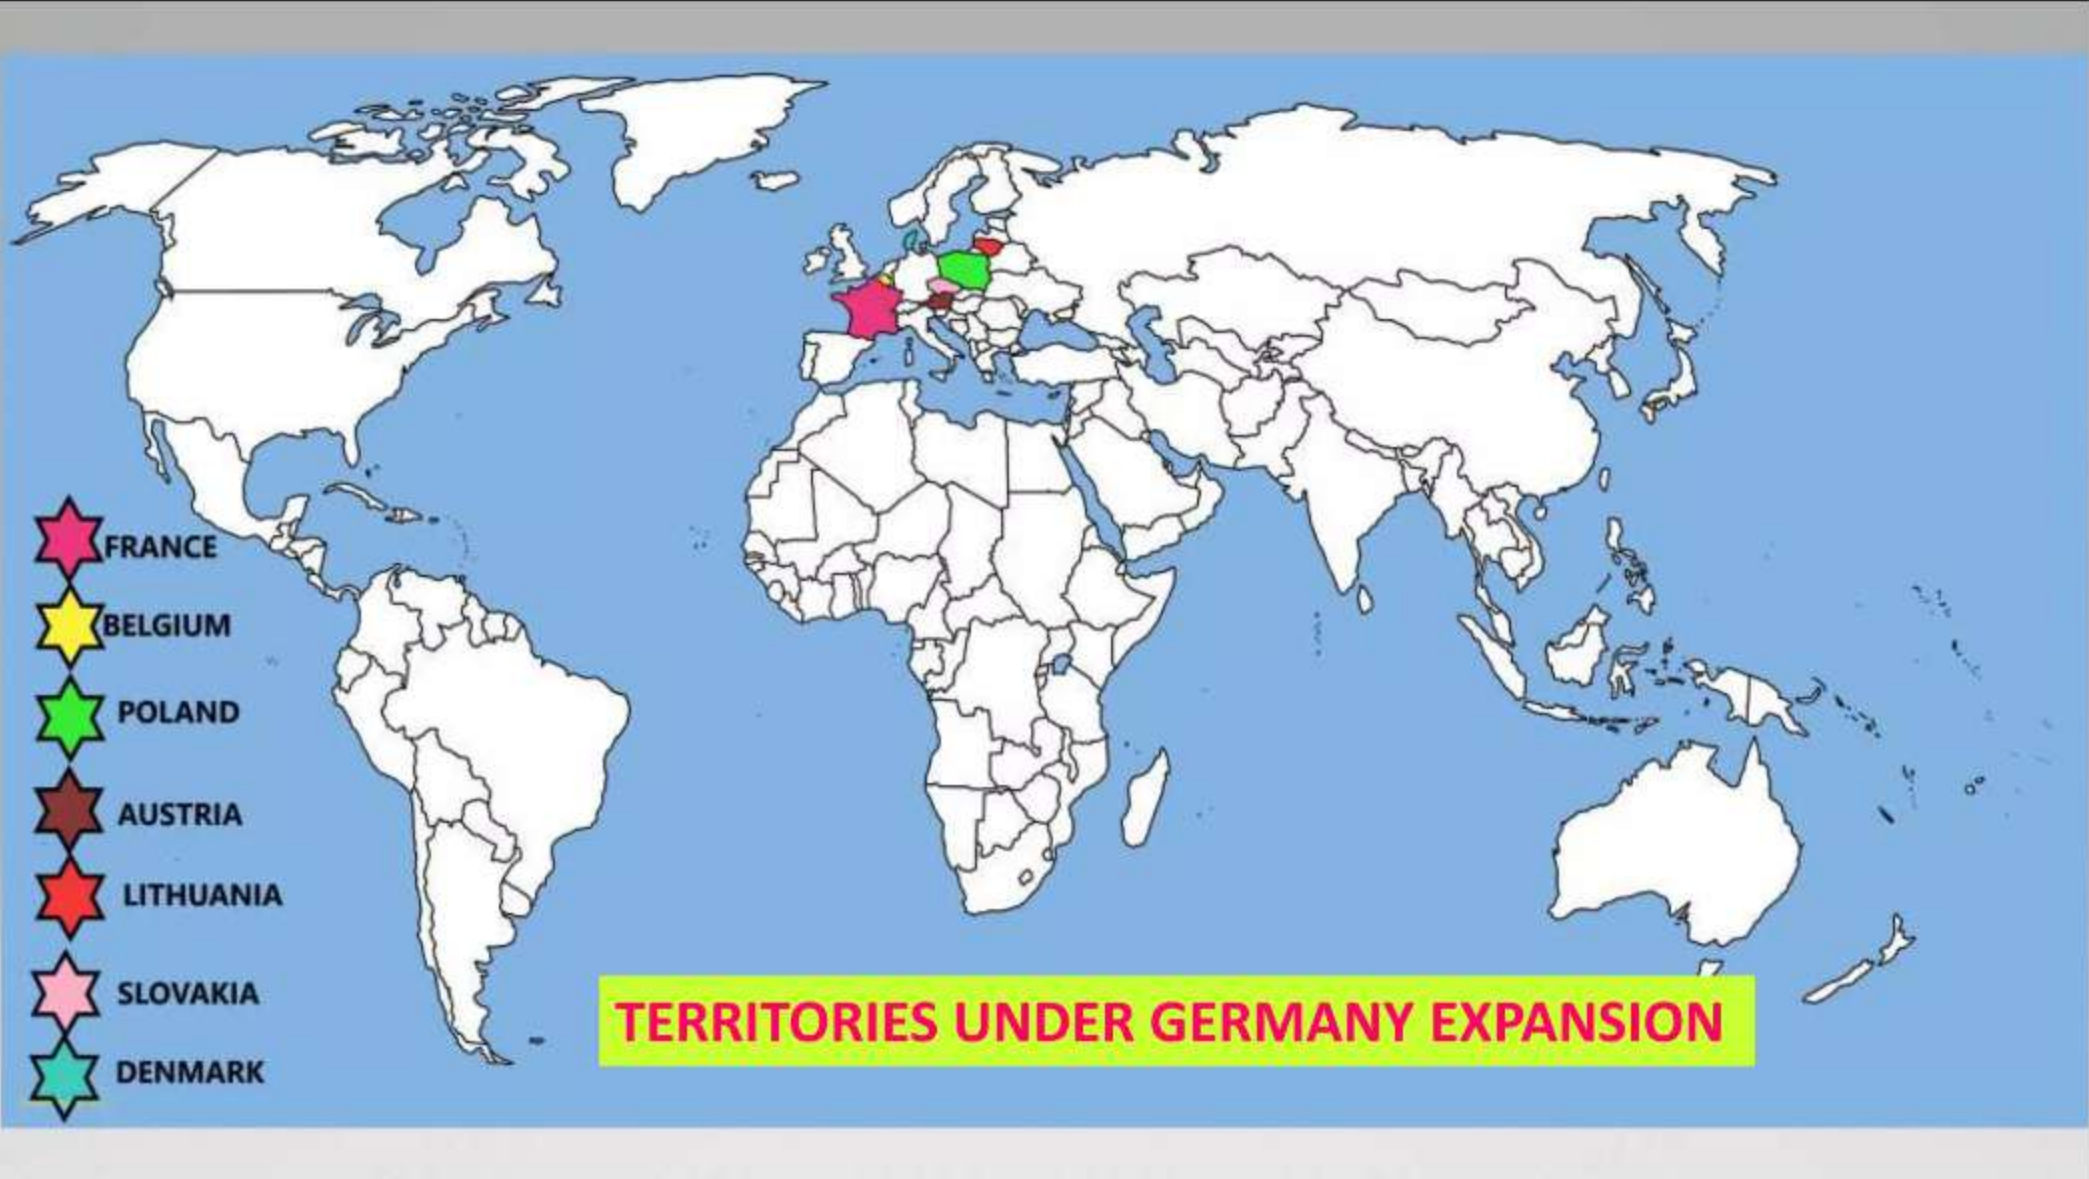 FRANCE
BELGIUM
POLAND
AUSTRIA
LITHUANIA
SLOVAKIA
DENMARK
TERRITORIES UNDER GERMANY EXPANSION